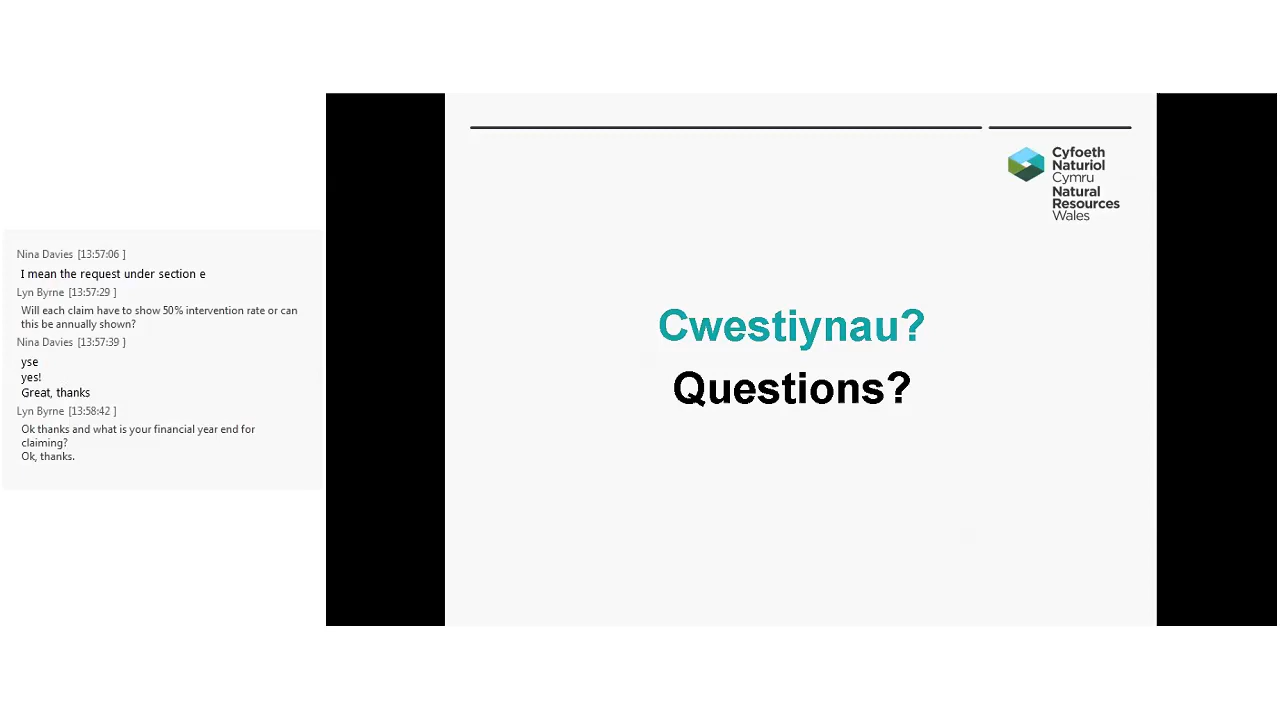 Nina Davies [13:57:06 ]
I mean the request under section e
Lyn Byrne [13:57:29 ]
Will each claim have to show 50% intervention rate or can
this be annually shown?
Nina Davies [13:57:39 ]
yse
yes!
Great, thanks
Lyn Byrne [13:58:42 ]
Ok thanks and what is your financial year end for
claiming?
Ok, thanks.
Cyfoeth
Naturiol
Cymru
Natural
Resources
Wales
Cwestiynau?
Questions?